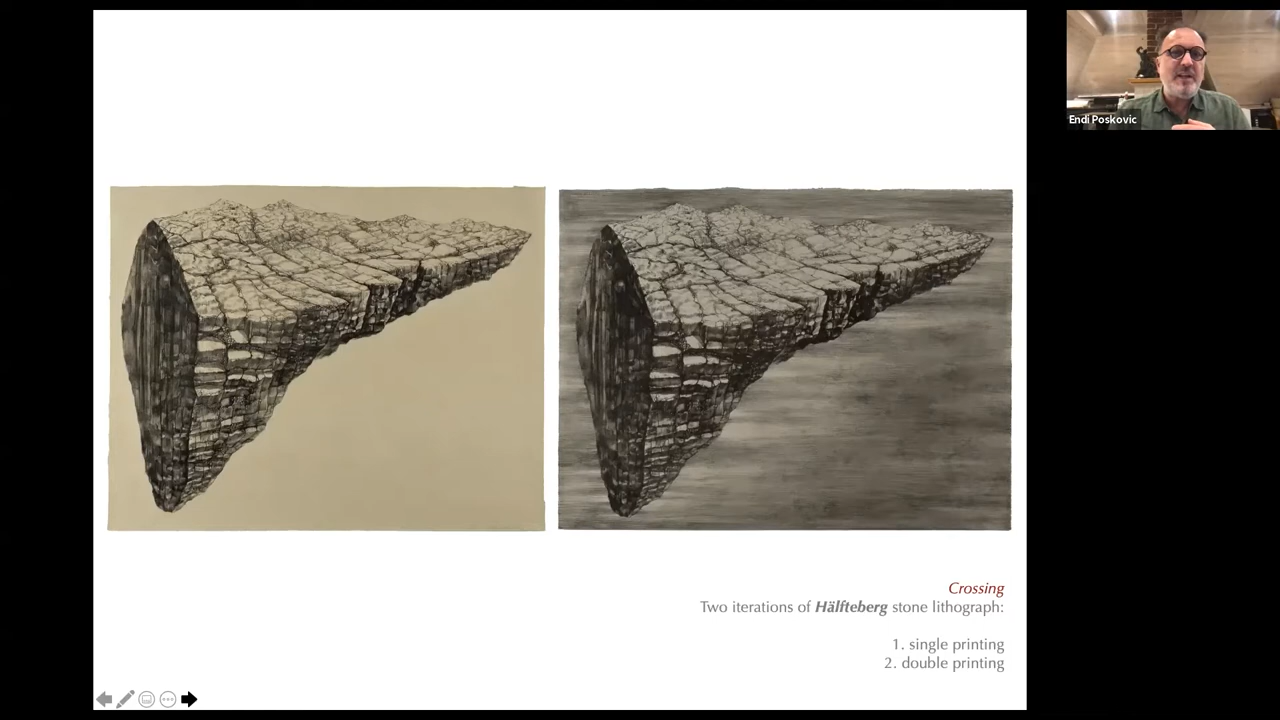 Endi Poskovic
Crossing
Two iterations of Hälfteberg stone lithograph:
1. single printing
2. double printing